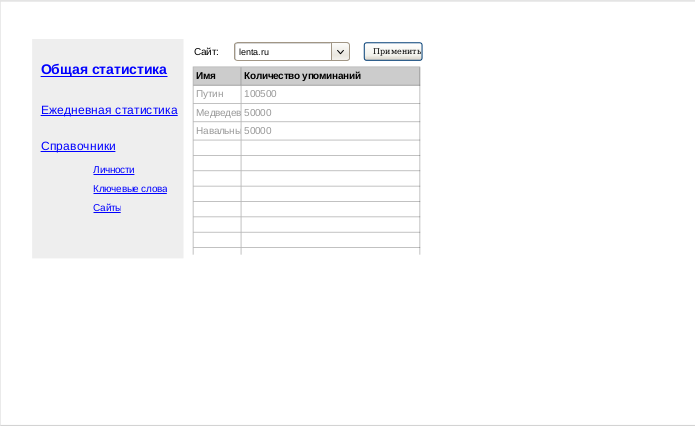 Общая статистика
Ежедневная статистика
Справочники
Личности
Ключевые слова
Сайты
Сайт: lenta.ru Применить
Имя Количество упоминаний
Путин 100500
Медведев 50000
Навальны 50000